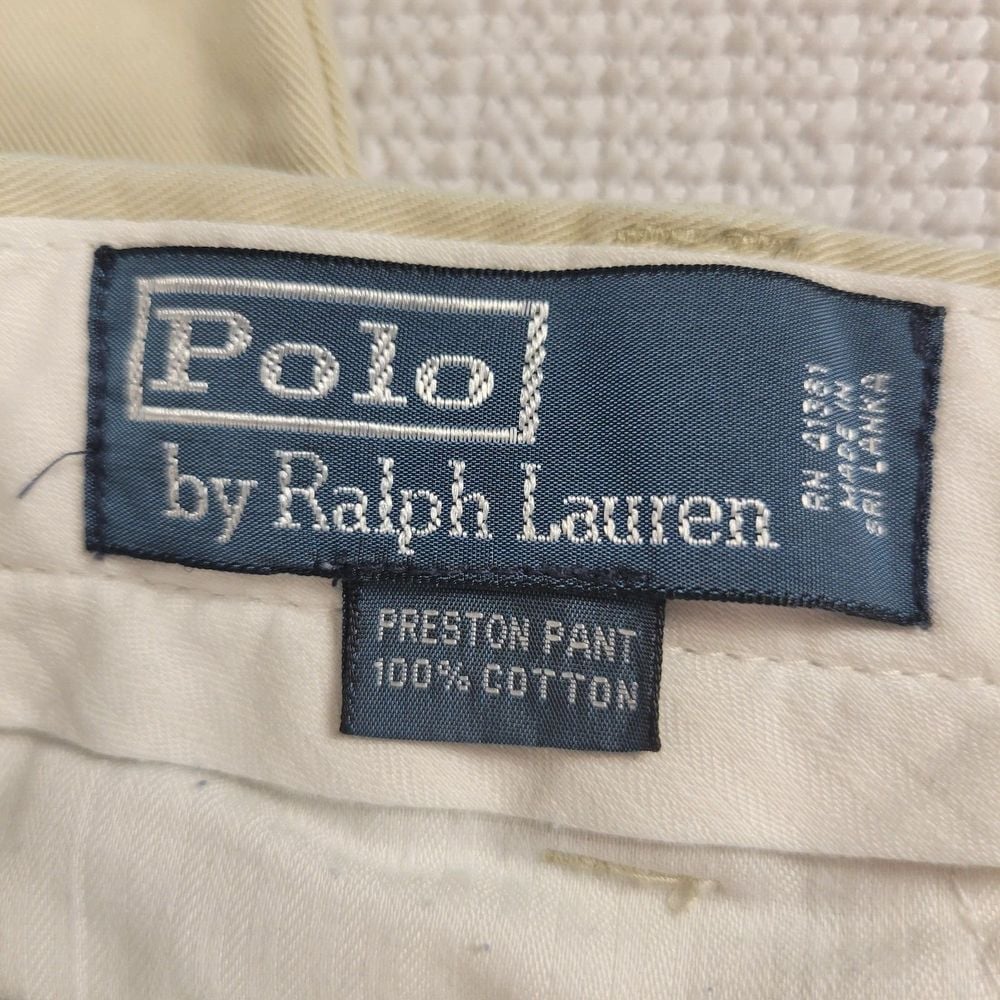 Polo
by Ralph Lauren
RN 41381
MADE IN
SRI LANKA
PRESTON PANT
100% COTTON